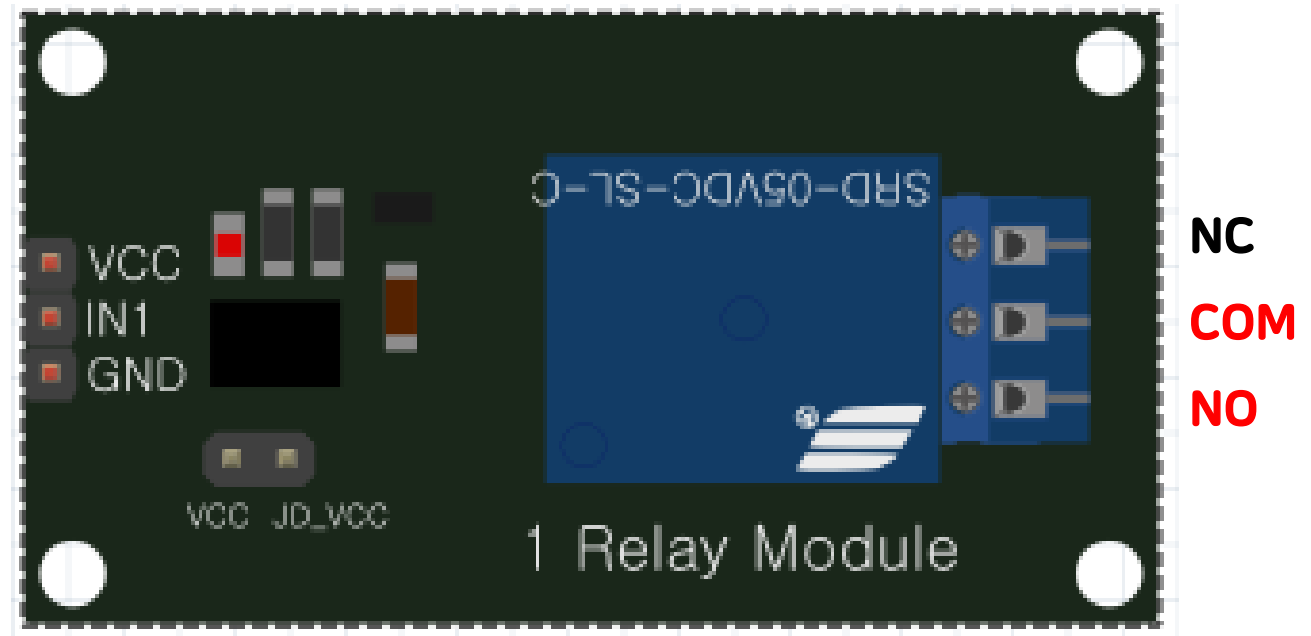 SRD-05VDC-SL-C
NC
VCC
IN1
COM
GND
NO
®
VCC JD_VCC
1 Relay Module